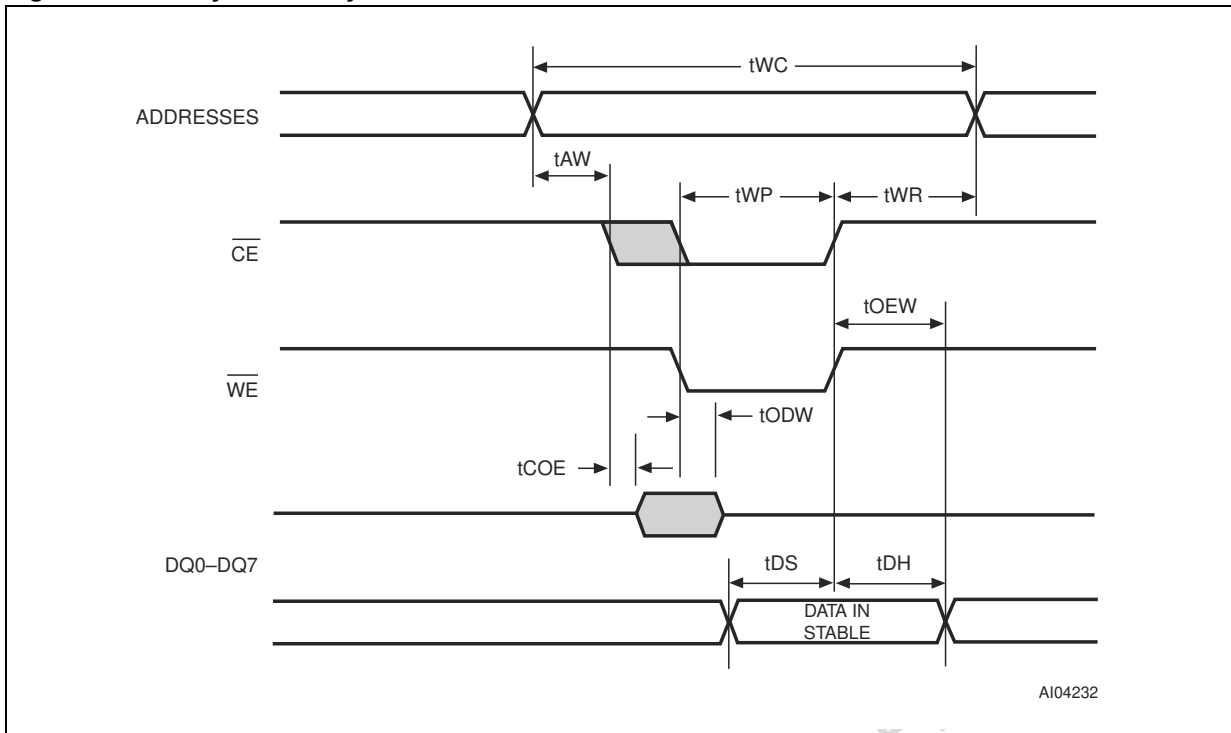 tWC
ADDRESSES
tAW
tWP
tWR
CE
tOEW
WE
tODW
tCOE
DQ0–DQ7
tDS
tDH
DATA IN
STABLE
AI04232